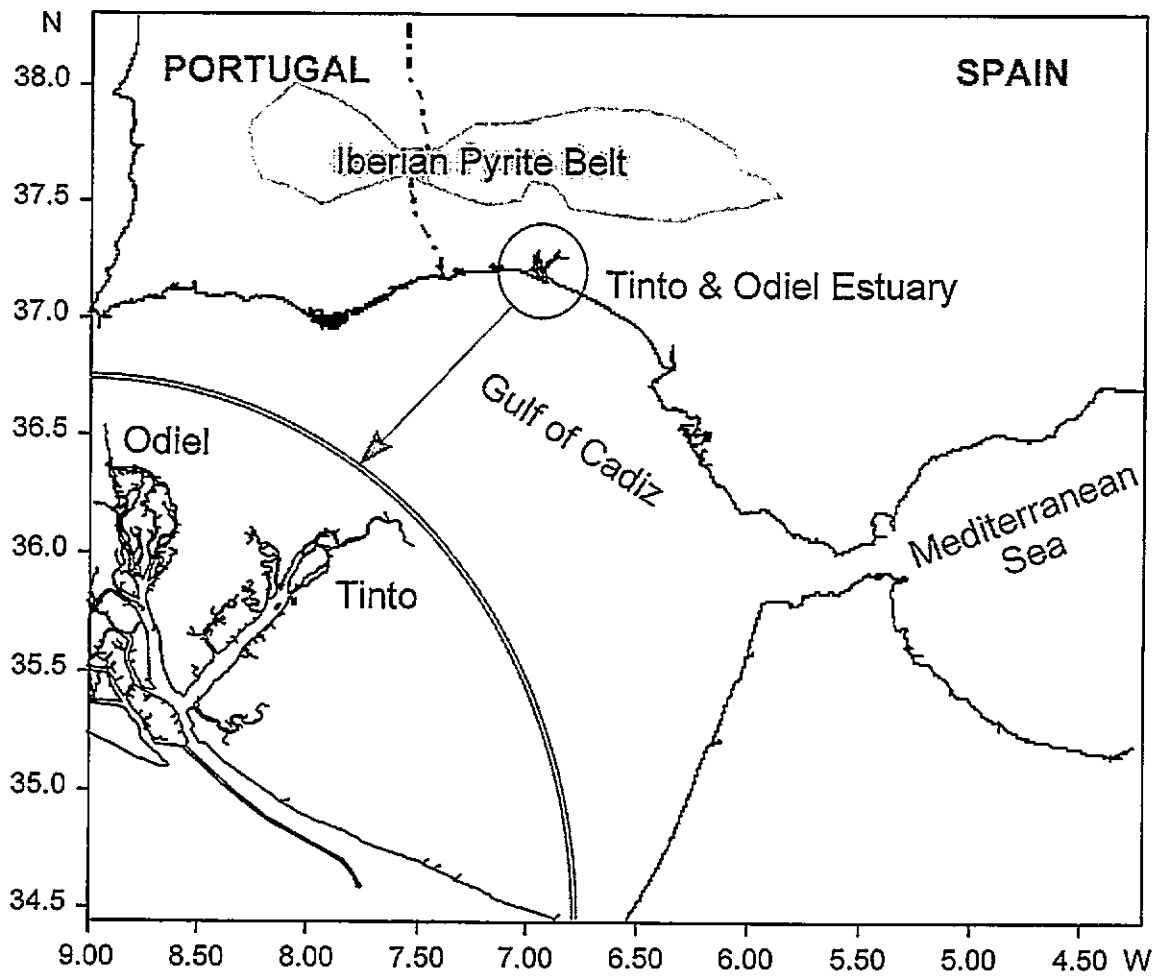 N
38.0
37.5
37.0
36.5
36.0
35.5
35.0
34.5
PORTUGAL
SPAIN
Iberian Pyrite Belt
Tinto & Odiel Estuary
Gulf of Cadiz
Odiel
Tinto
Mediterranean
Sea
9.00 8.50 8.00 7.50 7.00 6.50 6.00 5.50 5.00 4.50 W